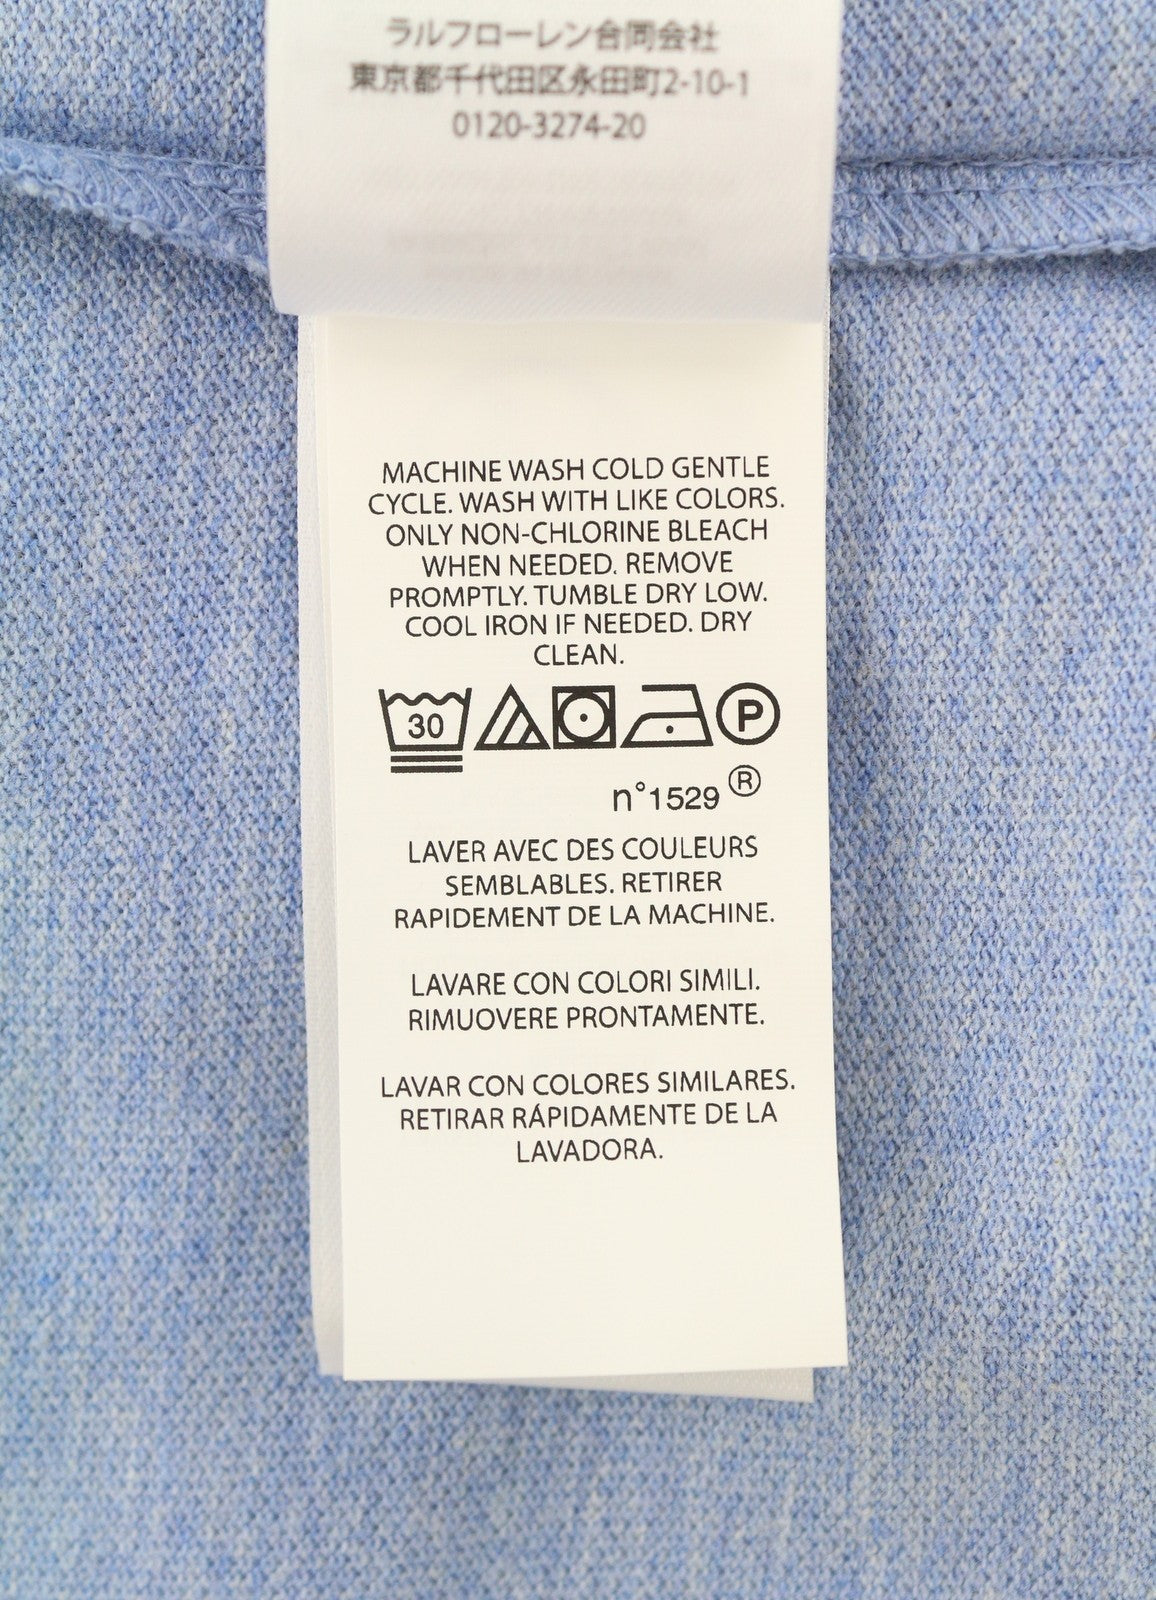 ラルフローレン合同会社
東京都千代田区永田町2-10-1
0120-3274-20
MACHINE WASH COLD GENTLE
CYCLE. WASH WITH LIKE COLORS.
ONLY NON-CHLORINE BLEACH
WHEN NEEDED. REMOVE
PROMPTLY. TUMBLE DRY LOW.
COOL IRON IF NEEDED. DRY
CLEAN.
30 P
n°1529®
LAVER AVEC DES COULEURS
SEMBLABLES. RETIRER
RAPIDEMENT DE LA MACHINE.
LAVARE CON COLORI SIMILI.
RIMUOVERE PRONTAMENTE.
LAVAR CON COLORES SIMILARES.
RETIRAR RÁPIDAMENTE DE LA
LAVADORA.